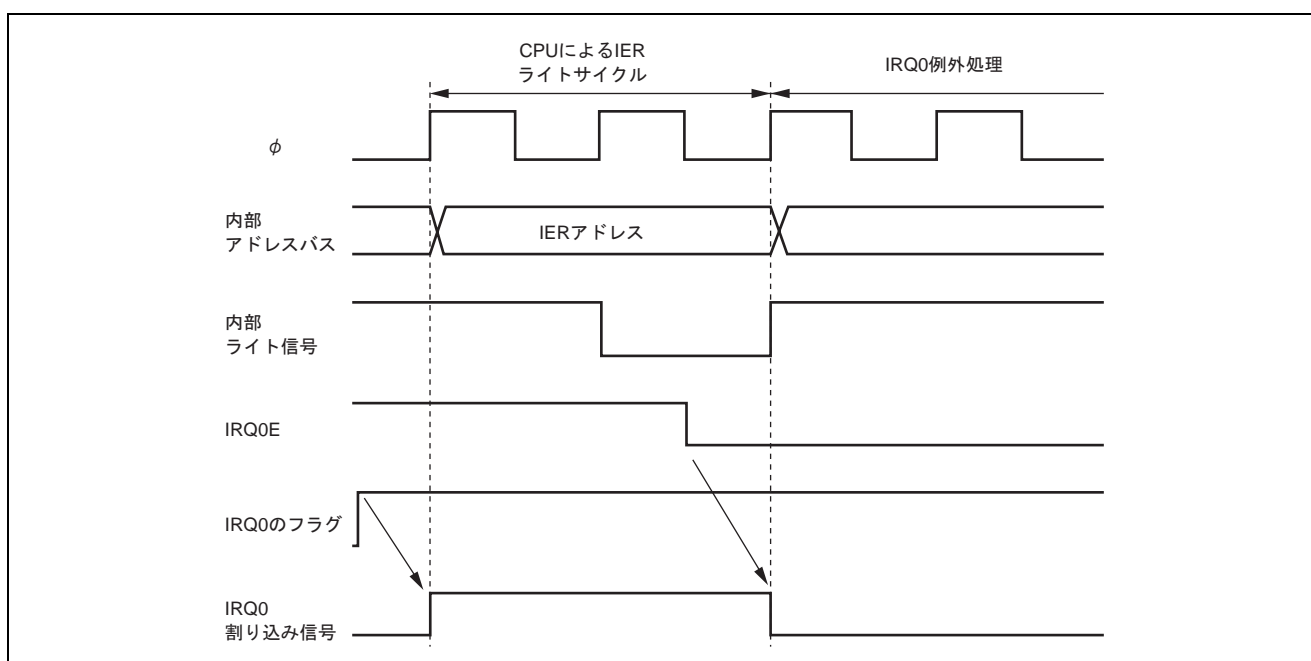 CPUによるIER
ライトサイクル
IRQ0例外処理
φ
内部
アドレスバス
IERアドレス
内部
ライト信号
IRQ0E
IRQ0のフラグ
IRQ0
割り込み信号